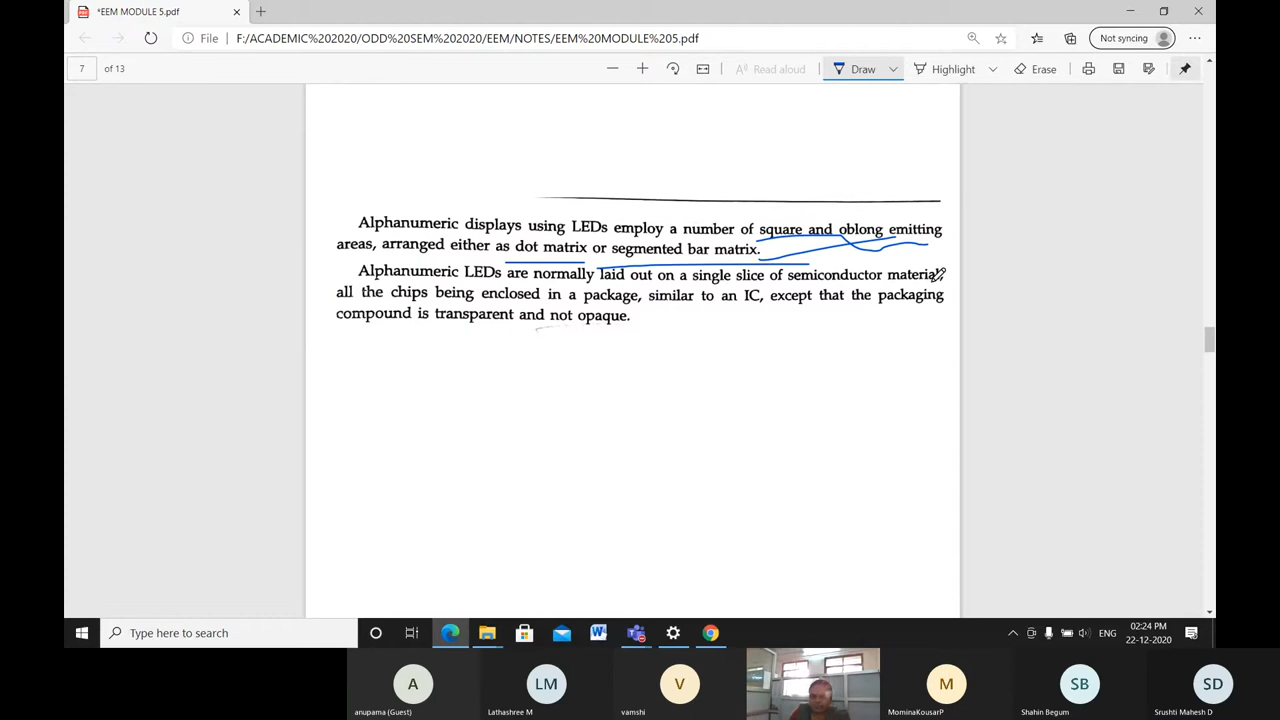 *EEM MODULE 5.pdf
File F:/ACADEMIC%202020/ODD%20SEM%202020/EEM/NOTES/EEM%20MODULE%205.pdf
Not syncing
7 of 13
Read aloud
Draw
Highlight
Erase
Alphanumeric displays using LEDs employ a number of square and oblong emitting
areas, arranged either as dot matrix or segmented bar matrix.
Alphanumeric LEDs are normally laid out on a single slice of semiconductor material,
all the chips being enclosed in a package, similar to an IC, except that the packaging
compound is transparent and not opaque.
Type here to search
ENG
02:24 PM
22-12-2020
A
LM
V
M
SB
SD
anupama (Guest)
Lathashree M
vamshi
MominaKousarP
Shahin Begum
Srushti Mahesh D